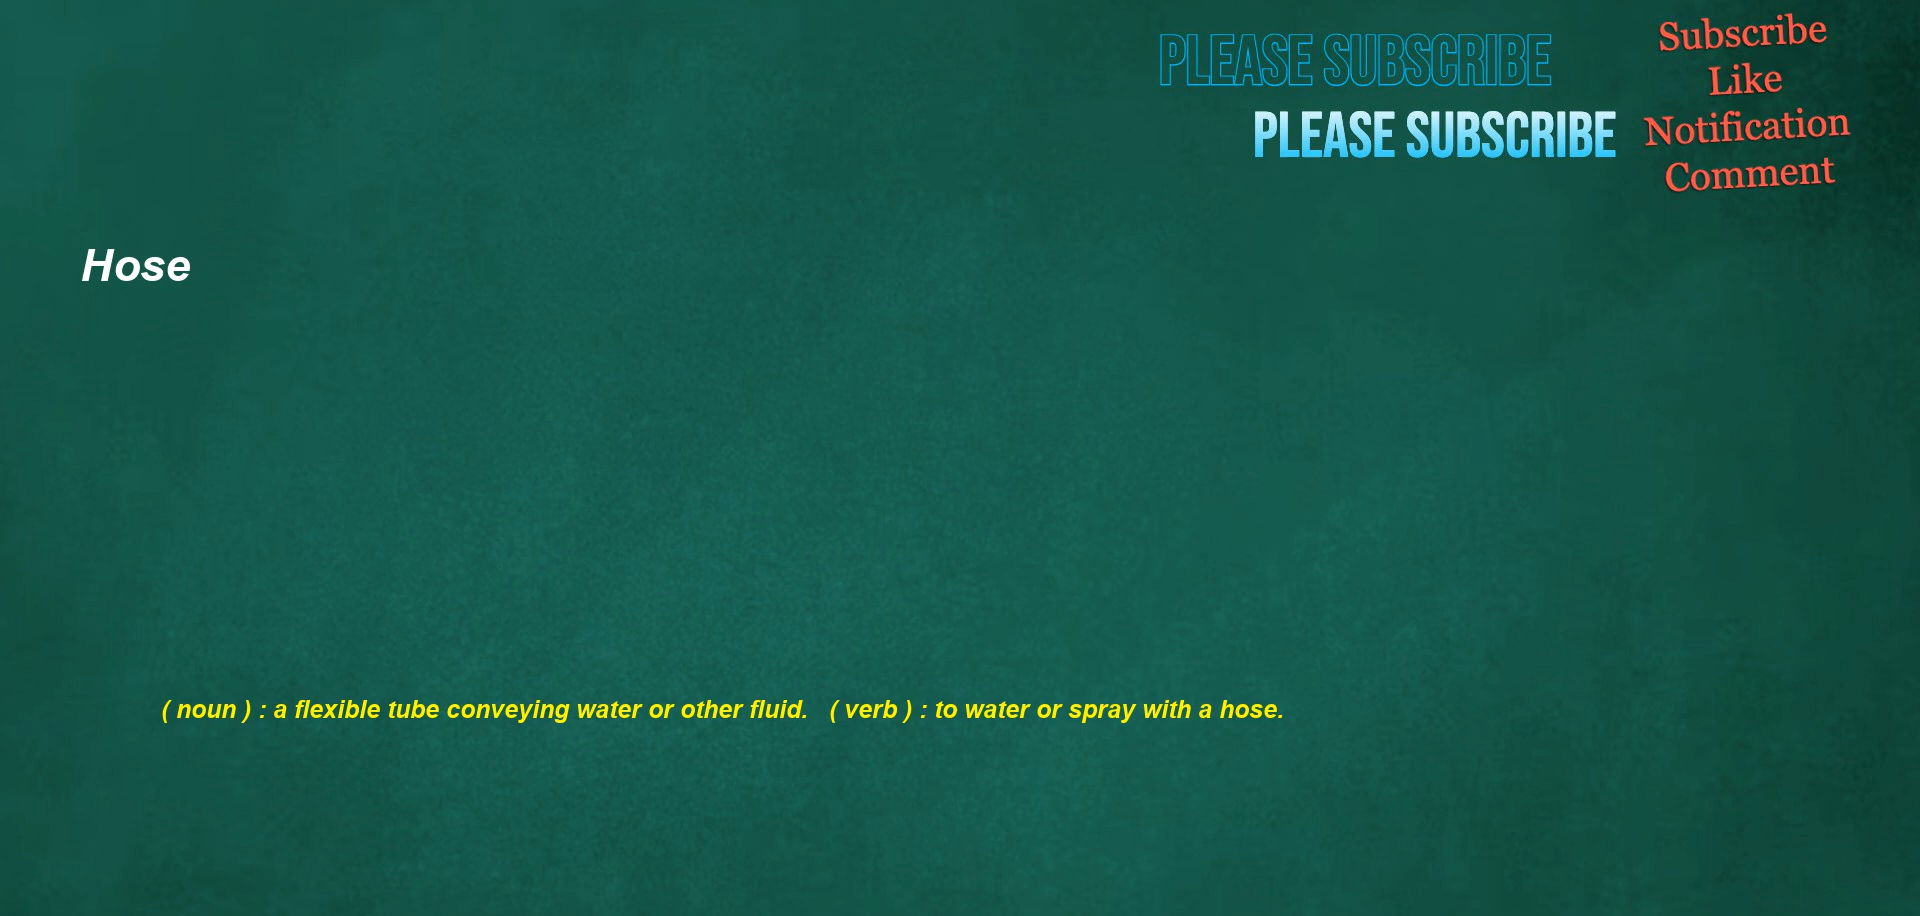 PLEASE SUBSCRIBE
PLEASE SUBSCRIBE
Subscribe
Like
Notification
Comment
Hose
( noun ) : a flexible tube conveying water or other fluid.   ( verb ) : to water or spray with a hose.